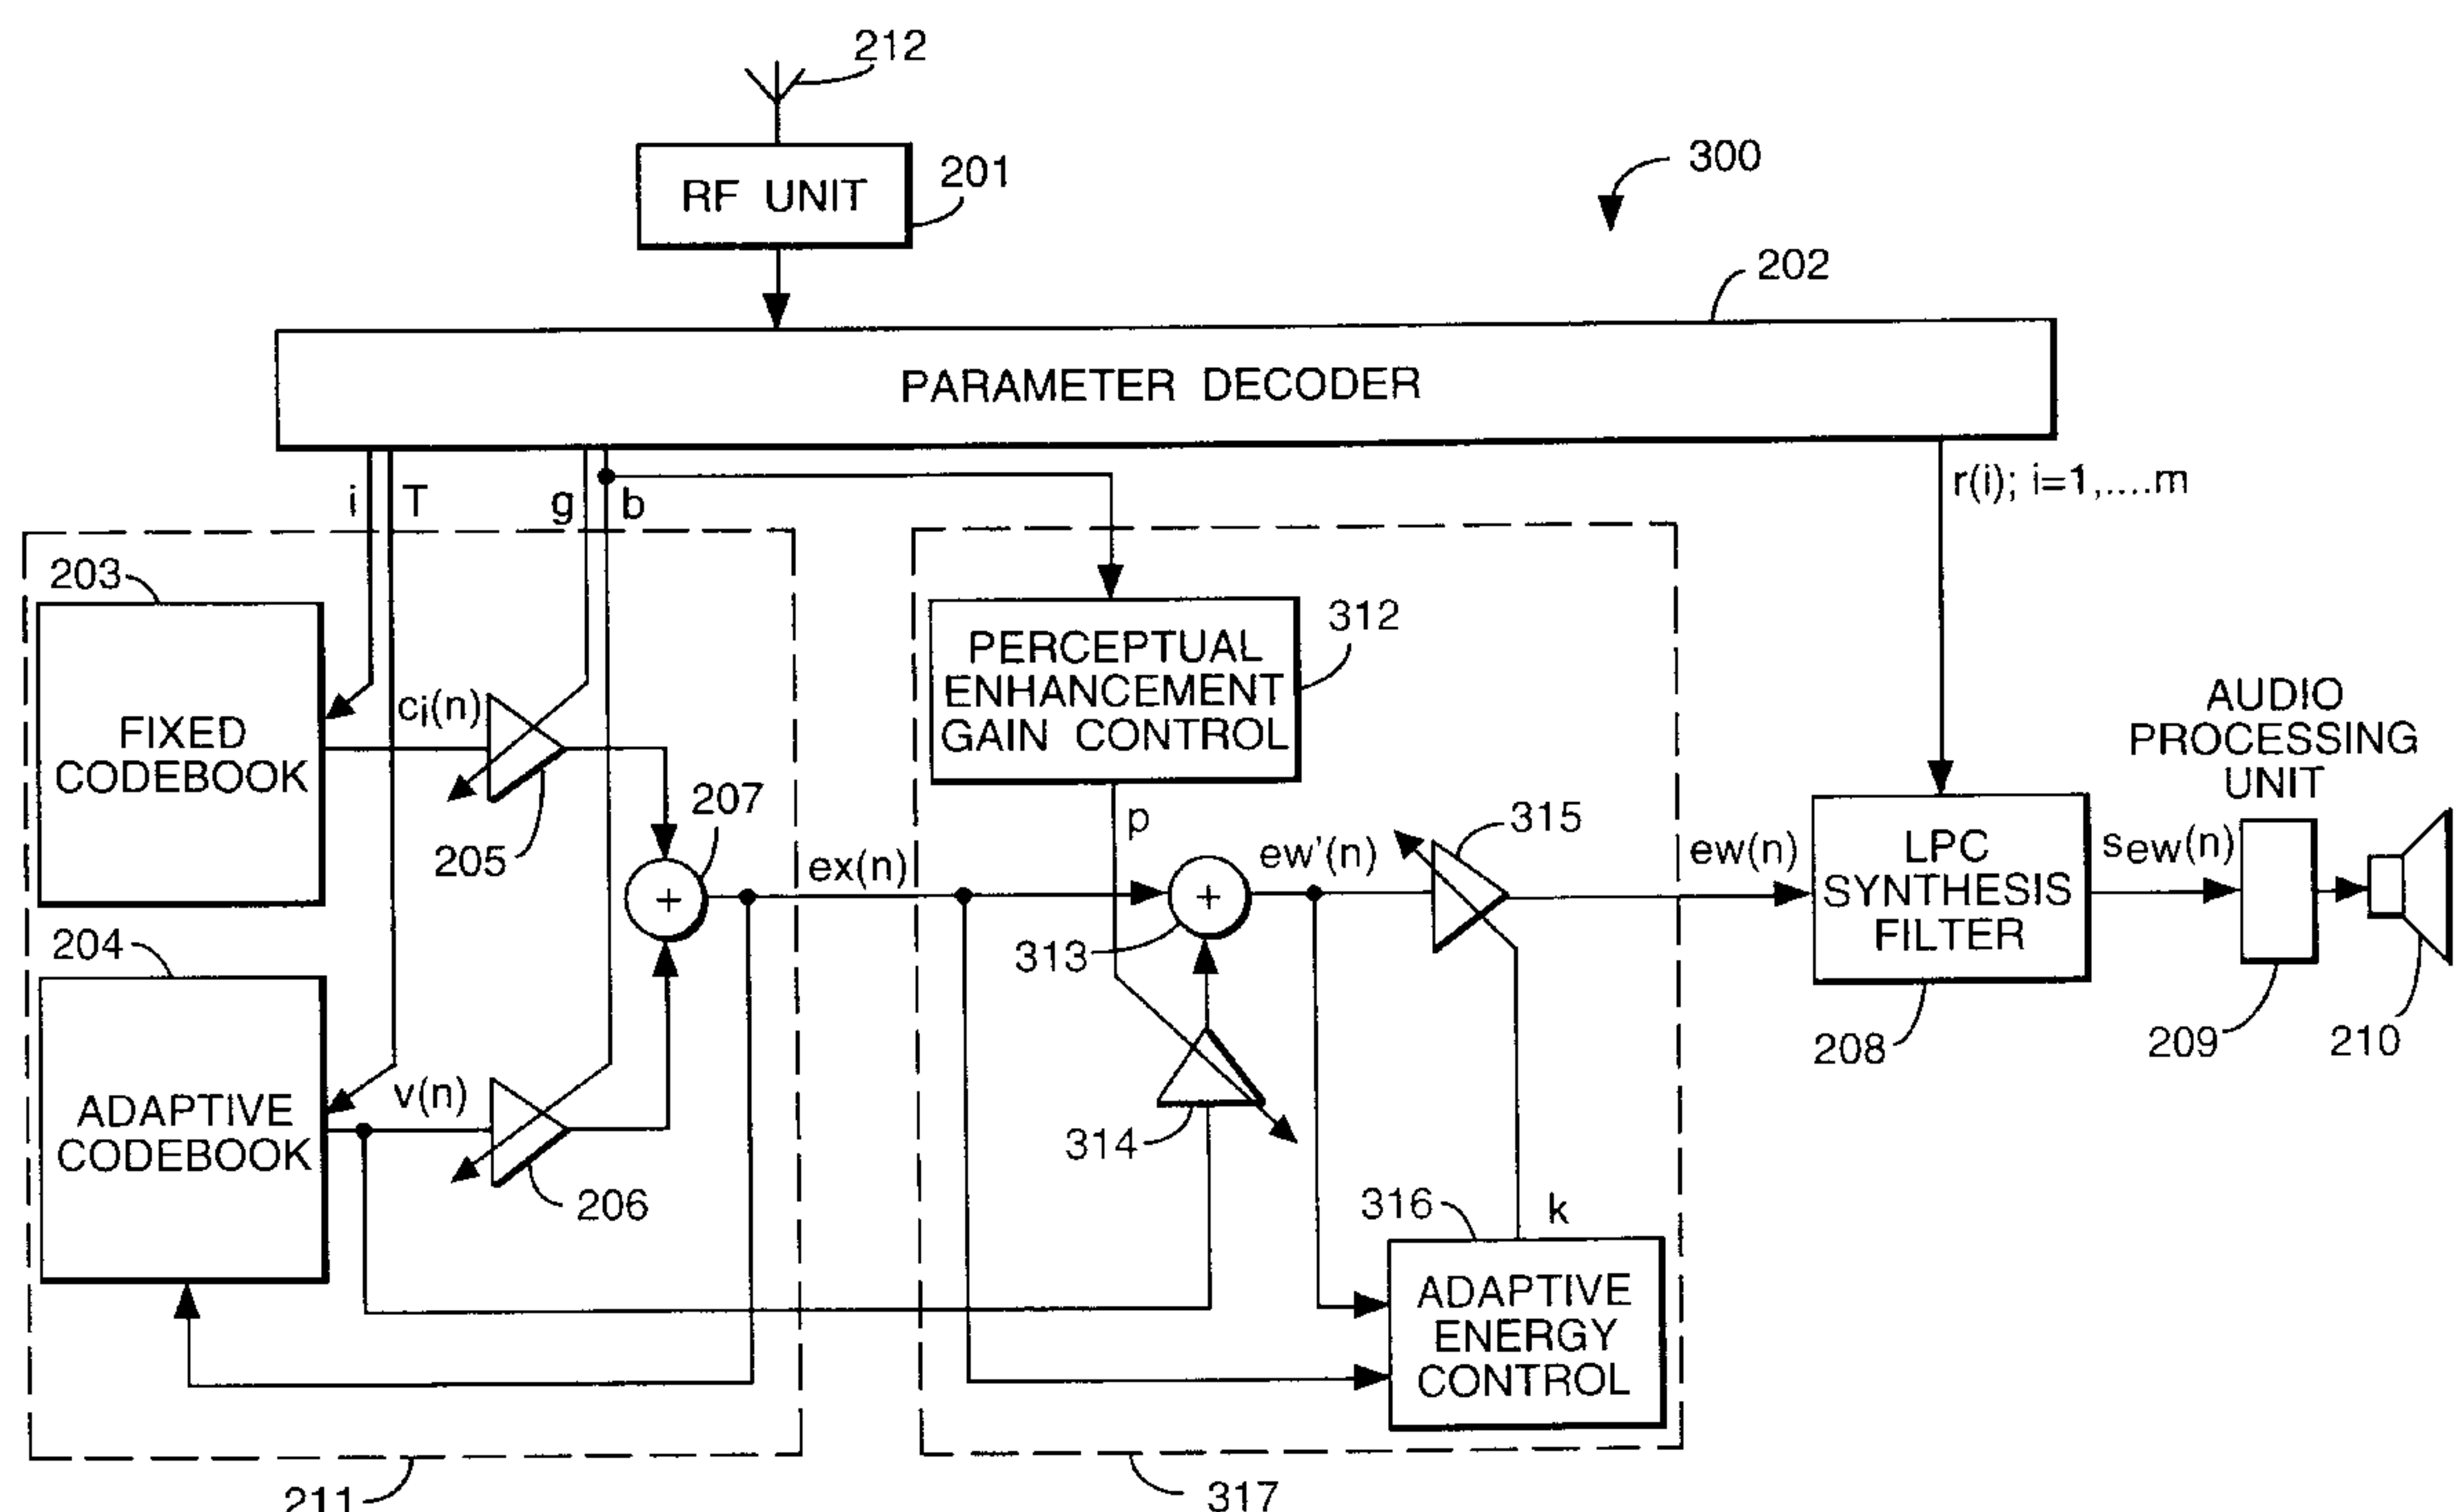 212
RF UNIT
201
300
202
PARAMETER DECODER
i
T
g
b
r(i); i=1,....m
203
312
FIXED
CODEBOOK
ci(n)
205
207
PERCEPTUAL
ENHANCEMENT
GAIN CONTROL
p
AUDIO
PROCESSING
UNIT
ex(n)
313
ew'(n)
315
ew(n)
LPC
SYNTHESIS
FILTER
sew(n)
208
209
210
204
ADAPTIVE
CODEBOOK
v(n)
206
314
316
k
ADAPTIVE
ENERGY
CONTROL
211
317